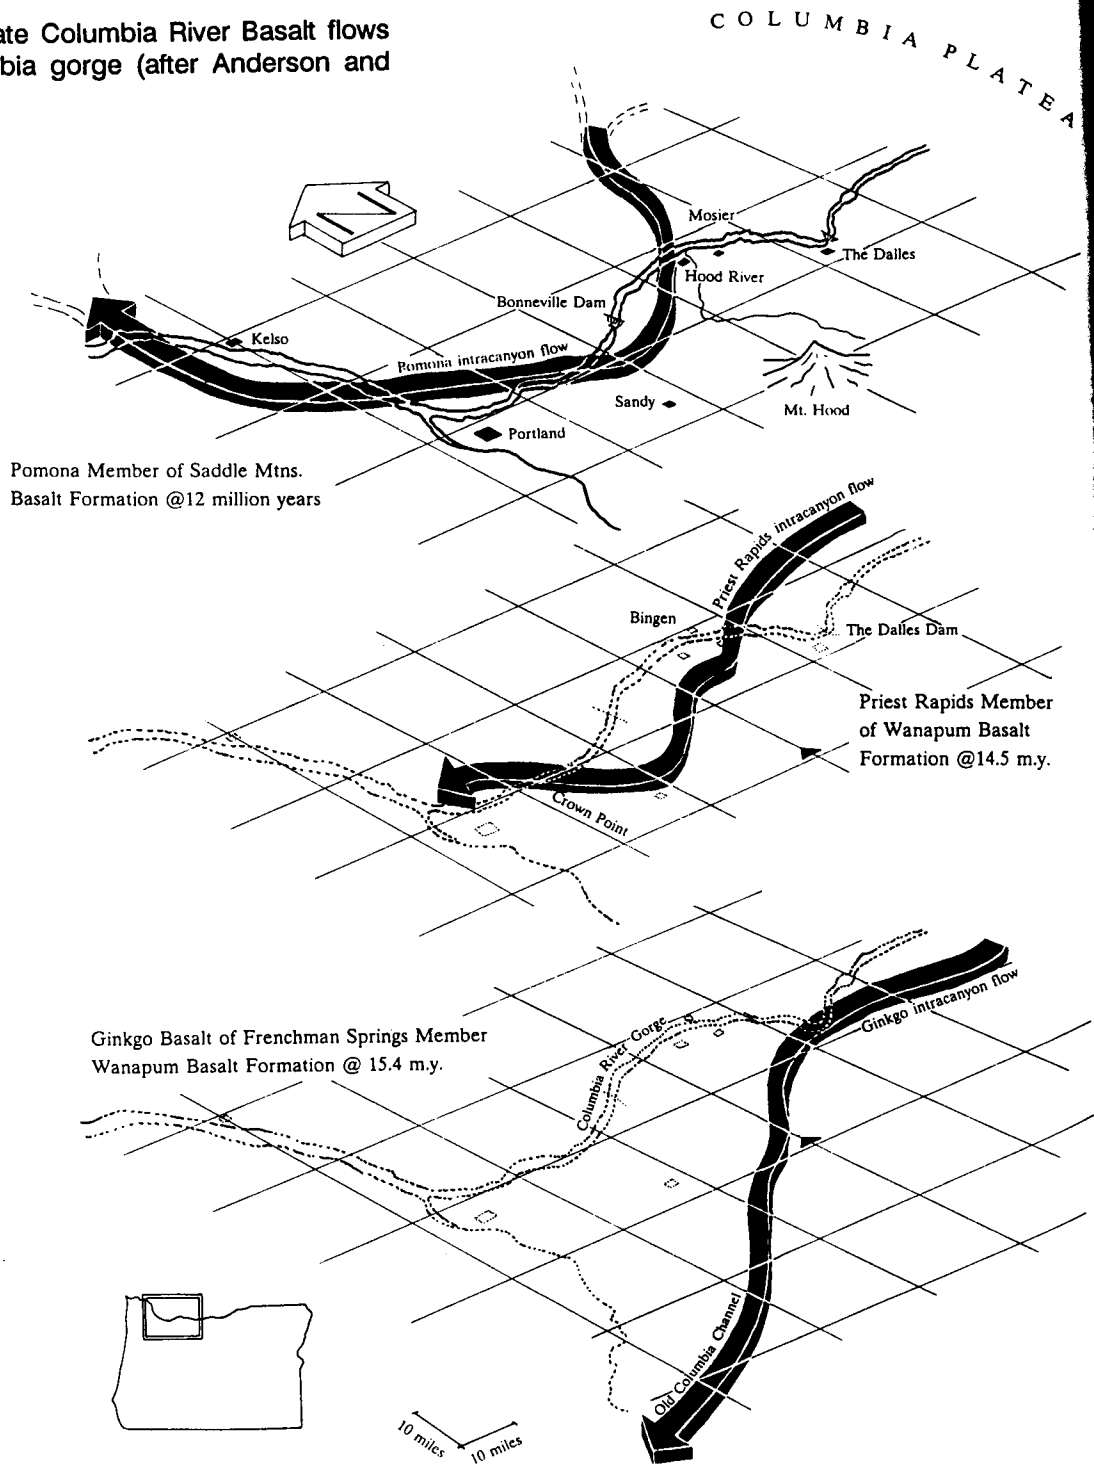 ate Columbia River Basalt flows
bia gorge (after Anderson and
COLUMBIA PLATEA
Mosier
The Dalles
Hood River
Bonneville Dam
Kelso
Pomona intracanyon flow
Sandy
Mt. Hood
Portland
Pomona Member of Saddle Mtns.
Basalt Formation @12 million years
Priest Rapids intracanyon flow
Bingen
The Dalles Dam
Priest Rapids Member
of Wanapum Basalt
Formation @14.5 m.y.
Crown Point
Ginkgo intracanyon flow
Columbia River Gorge
Ginkgo Basalt of Frenchman Springs Member
Wanapum Basalt Formation @ 15.4 m.y.
Old Columbia Channel
10 miles
10 miles